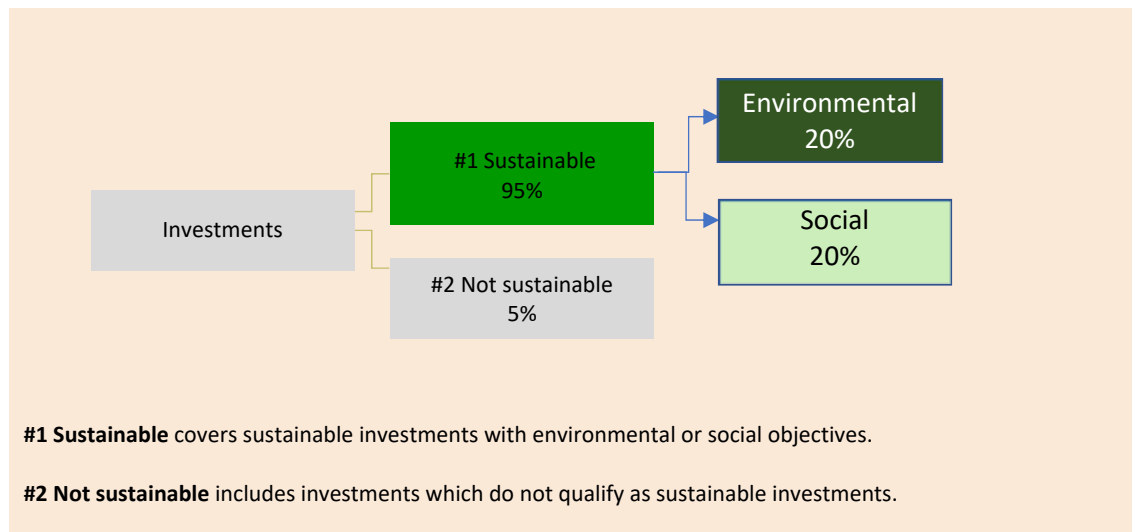 Investments
#1 Sustainable
95%
#2 Not sustainable
5%
Environmental
20%
Social
20%
#1 Sustainable covers sustainable investments with environmental or social objectives.
#2 Not sustainable includes investments which do not qualify as sustainable investments.